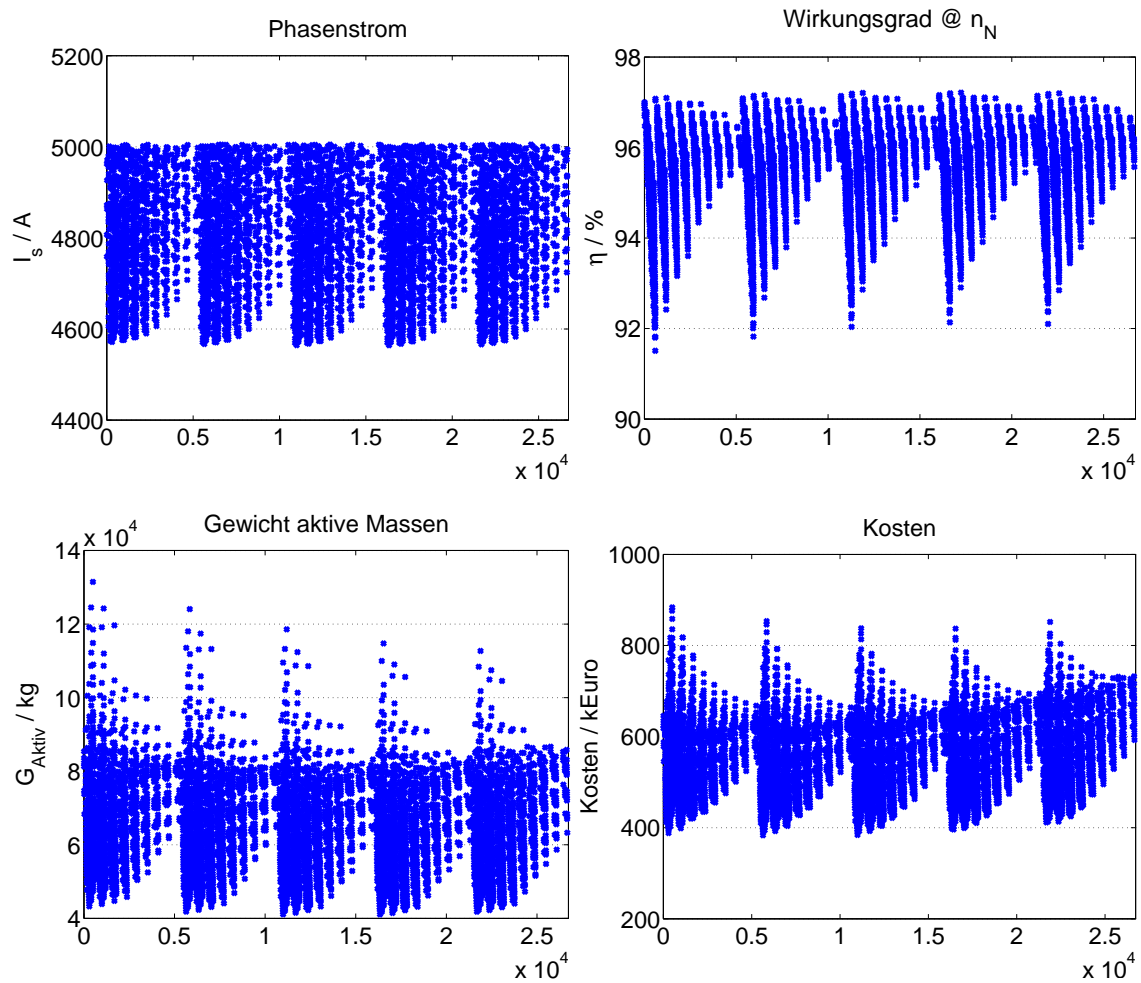 Phasenstrom
5200
5000
4800
4600
4400
I_s / A
0 0.5 1 1.5 2 2.5
x 10^4
Wirkungsgrad @ n_N
98
96
94
92
90
η / %
0 0.5 1 1.5 2 2.5
x 10^4
Gewicht aktive Massen
x 10^4
14
12
10
8
6
4
G_Aktiv / kg
0 0.5 1 1.5 2 2.5
x 10^4
Kosten
1000
800
600
400
200
Kosten / kEuro
0 0.5 1 1.5 2 2.5
x 10^4